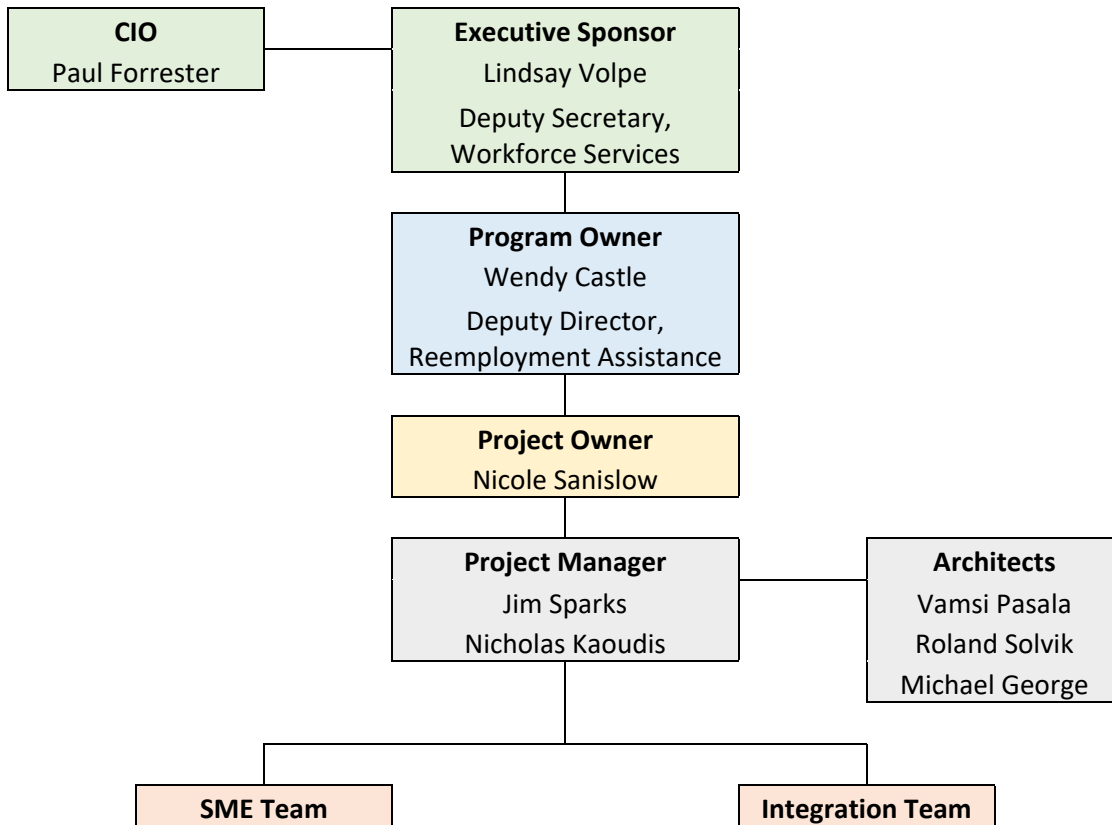 CIO
Paul Forrester
Executive Sponsor
Lindsay Volpe
Deputy Secretary,
Workforce Services
Program Owner
Wendy Castle
Deputy Director,
Reemployment Assistance
Project Owner
Nicole Sanislow
Project Manager
Jim Sparks
Nicholas Kaoudis
Architects
Vamsi Pasala
Roland Solvik
Michael George
SME Team
Integration Team